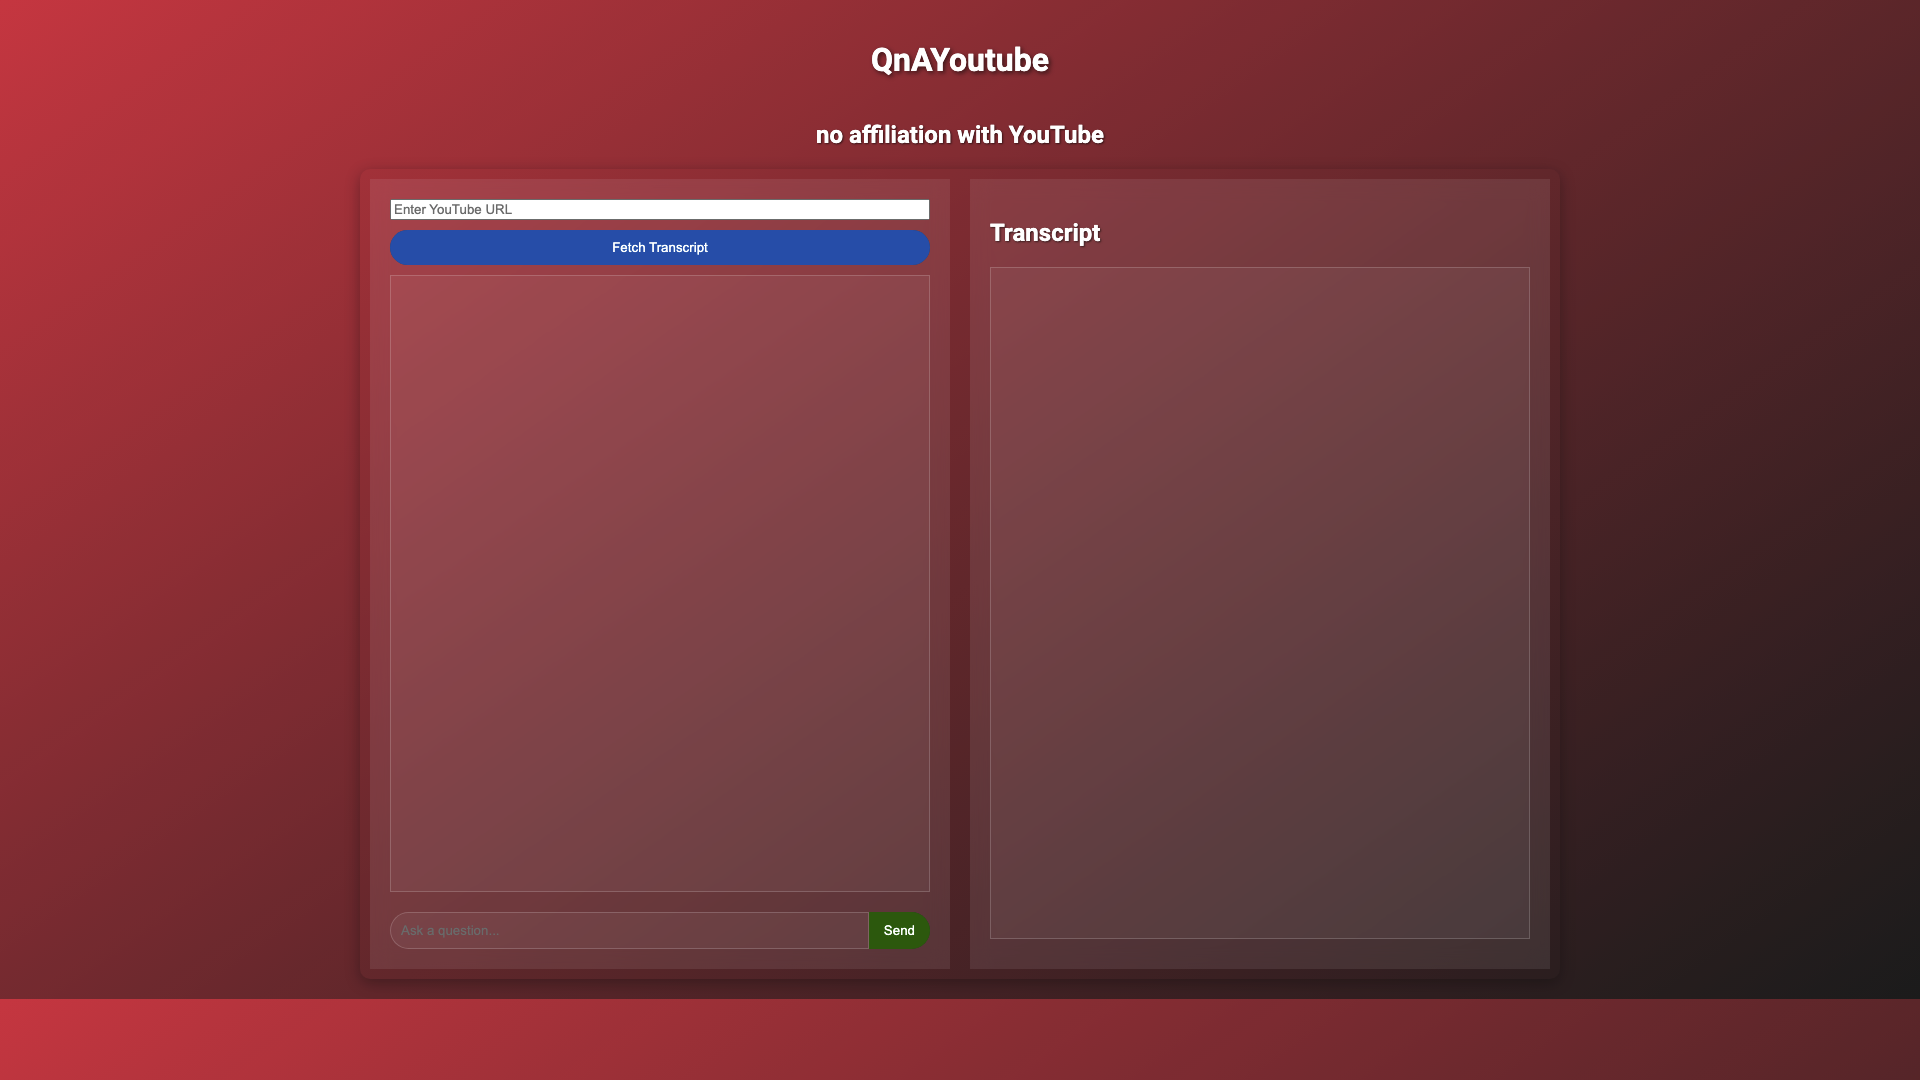 QnAYoutube
no affiliation with YouTube
Enter YouTube URL
Fetch Transcript
Ask a question...
Send
Transcript